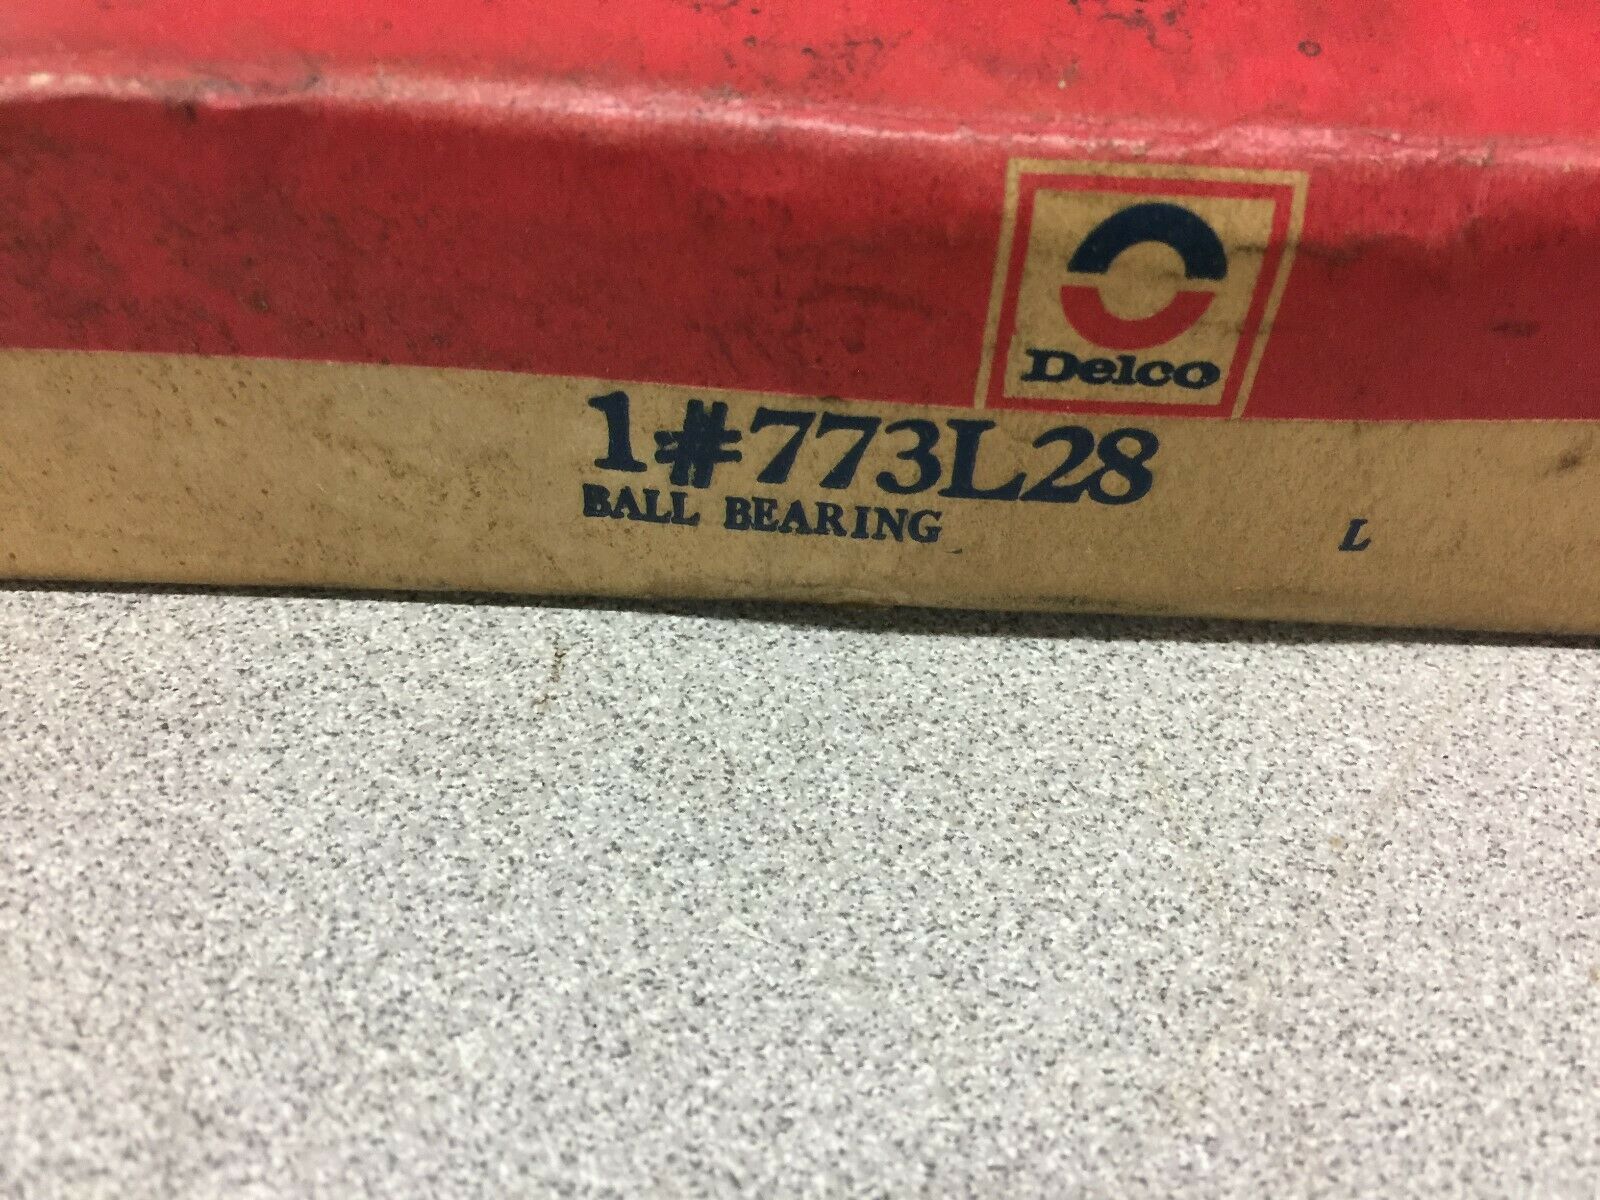 Delco
1#773L28
BALL BEARING
L